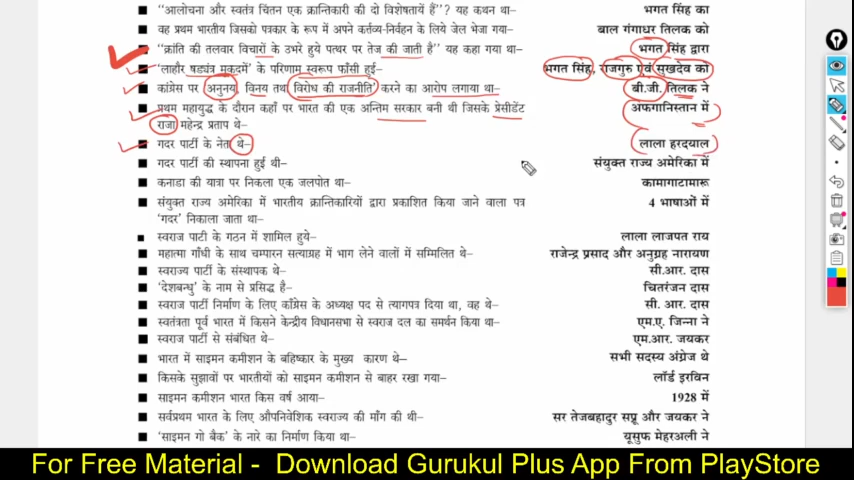 "आलोचना और स्वतंत्र चिंतन एक क्रान्तिकारी की दो विशेषतायें हैं"? यह कथन था– भगत सिंह का
वह प्रथम भारतीय जिसको पत्रकार के रूप में अपने कर्तव्य-निर्वहन के लिये जेल भेजा गया– बाल गंगाधर तिलक को
"क्रांति की तलवार विचारों के उभरे हुये पत्थर पर तेज की जाती है" यह कहा गया था– भगत सिंह द्वारा
'लाहौर षड्यंत्र मुकदमें' के परिणाम स्वरूप फाँसी हुई– भगत सिंह, राजगुरु एवं सुखदेव को
कांग्रेस पर अनुनय, विनय तथा विरोध की राजनीति' करने का आरोप लगाया था– बी.जी. तिलक ने
प्रथम महायुद्ध के दौरान कहाँ पर भारत की एक अन्तिम सरकार बनी थी जिसके प्रेसीडेंट अफगानिस्तान में
राजा महेन्द्र प्रताप थे–
गदर पार्टी के नेता थे– लाला हरदयाल
गदर पार्टी की स्थापना हुई थी– संयुक्त राज्य अमेरिका में
कनाडा की यात्रा पर निकला एक जलपोत था– कामागाटामारू
संयुक्त राज्य अमेरिका में भारतीय क्रान्तिकारियों द्वारा प्रकाशित किया जाने वाला पत्र 4 भाषाओं में
'गदर' निकाला जाता था–
स्वराज पाटी के गठन में शामिल हुये– लाला लाजपत राय
महात्मा गाँधी के साथ चम्पारन सत्याग्रह में भाग लेने वालों में सम्मिलित थे– राजेन्द्र प्रसाद और अनुग्रह नारायण
स्वराज्य पार्टी के संस्थापक थे– सी.आर. दास
'देशबन्धु' के नाम से प्रसिद्ध है– चितरंजन दास
स्वराज पार्टी निर्माण के लिए काँग्रेस के अध्यक्ष पद से त्यागपत्र दिया था, वह थे– सी. आर. दास
स्वतंत्रता पूर्व भारत में किसने केन्द्रीय विधानसभा से स्वराज दल का समर्थन किया था– एम.ए. जिन्ना ने
स्वराज पार्टी से संबंधित थे– एम.आर. जयकर
भारत में साइमन कमीशन के बहिष्कार के मुख्य कारण थे– सभी सदस्य अंग्रेज थे
किसके सुझावों पर भारतीयों को साइमन कमीशन से बाहर रखा गया– लॉर्ड इरविन
साइमन कमीशन भारत किस वर्ष आया– 1928 में
सर्वप्रथम भारत के लिए औपनिवेशिक स्वराज्य की माँग की थी– सर तेजबहादुर सप्रू और जयकर ने
'साइमन गो बैक' के नारे का निर्माण किया था– यूसुफ मेहरअली ने
For Free Material - Download Gurukul Plus App From PlayStore